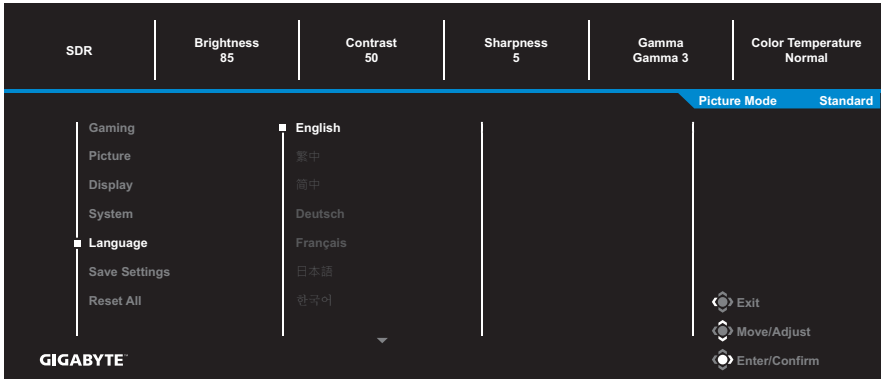 SDR
Brightness
85
Contrast
50
Sharpness
5
Gamma
Gamma 3
Color Temperature
Normal
Picture Mode Standard
Gaming
Picture
Display
System
Language
Save Settings
Reset All
English
繁中
简中
Deutsch
Français
日本語
한국어
Exit
Move/Adjust
Enter/Confirm
GIGABYTE™